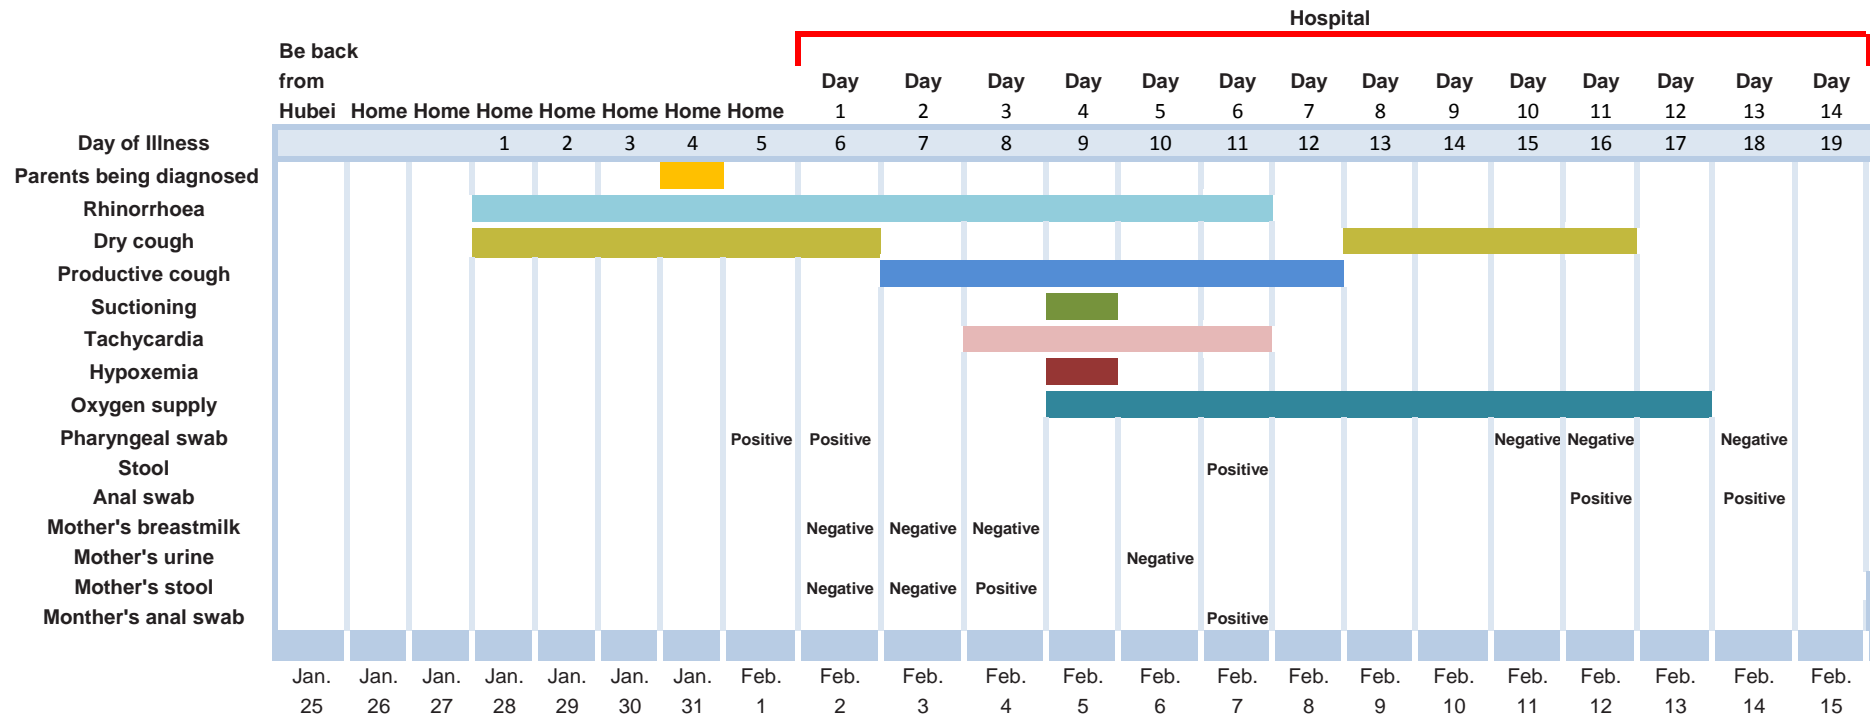 Hospital
Be back
from Day Day Day Day Day Day Day Day Day Day Day Day Day Day
Hubei Home Home Home Home Home Home Home 1 2 3 4 5 6 7 8 9 10 11 12 13 14
Day of Illness 1 2 3 4 5 6 7 8 9 10 11 12 13 14 15 16 17 18 19
Parents being diagnosed
Rhinorrhoea
Dry cough
Productive cough
Suctioning
Tachycardia
Hypoxemia
Oxygen supply
Pharyngeal swab Positive Positive Negative Negative Negative
Stool Positive
Anal swab Positive Positive
Mother's breastmilk Negative Negative Negative
Mother's urine Negative
Mother's stool Negative Negative Positive
Monther's anal swab Positive
Jan. Jan. Jan. Jan. Jan. Jan. Jan. Feb. Feb. Feb. Feb. Feb. Feb. Feb. Feb. Feb. Feb. Feb. Feb. Feb. Feb. Feb.
25 26 27 28 29 30 31 1 2 3 4 5 6 7 8 9 10 11 12 13 14 15